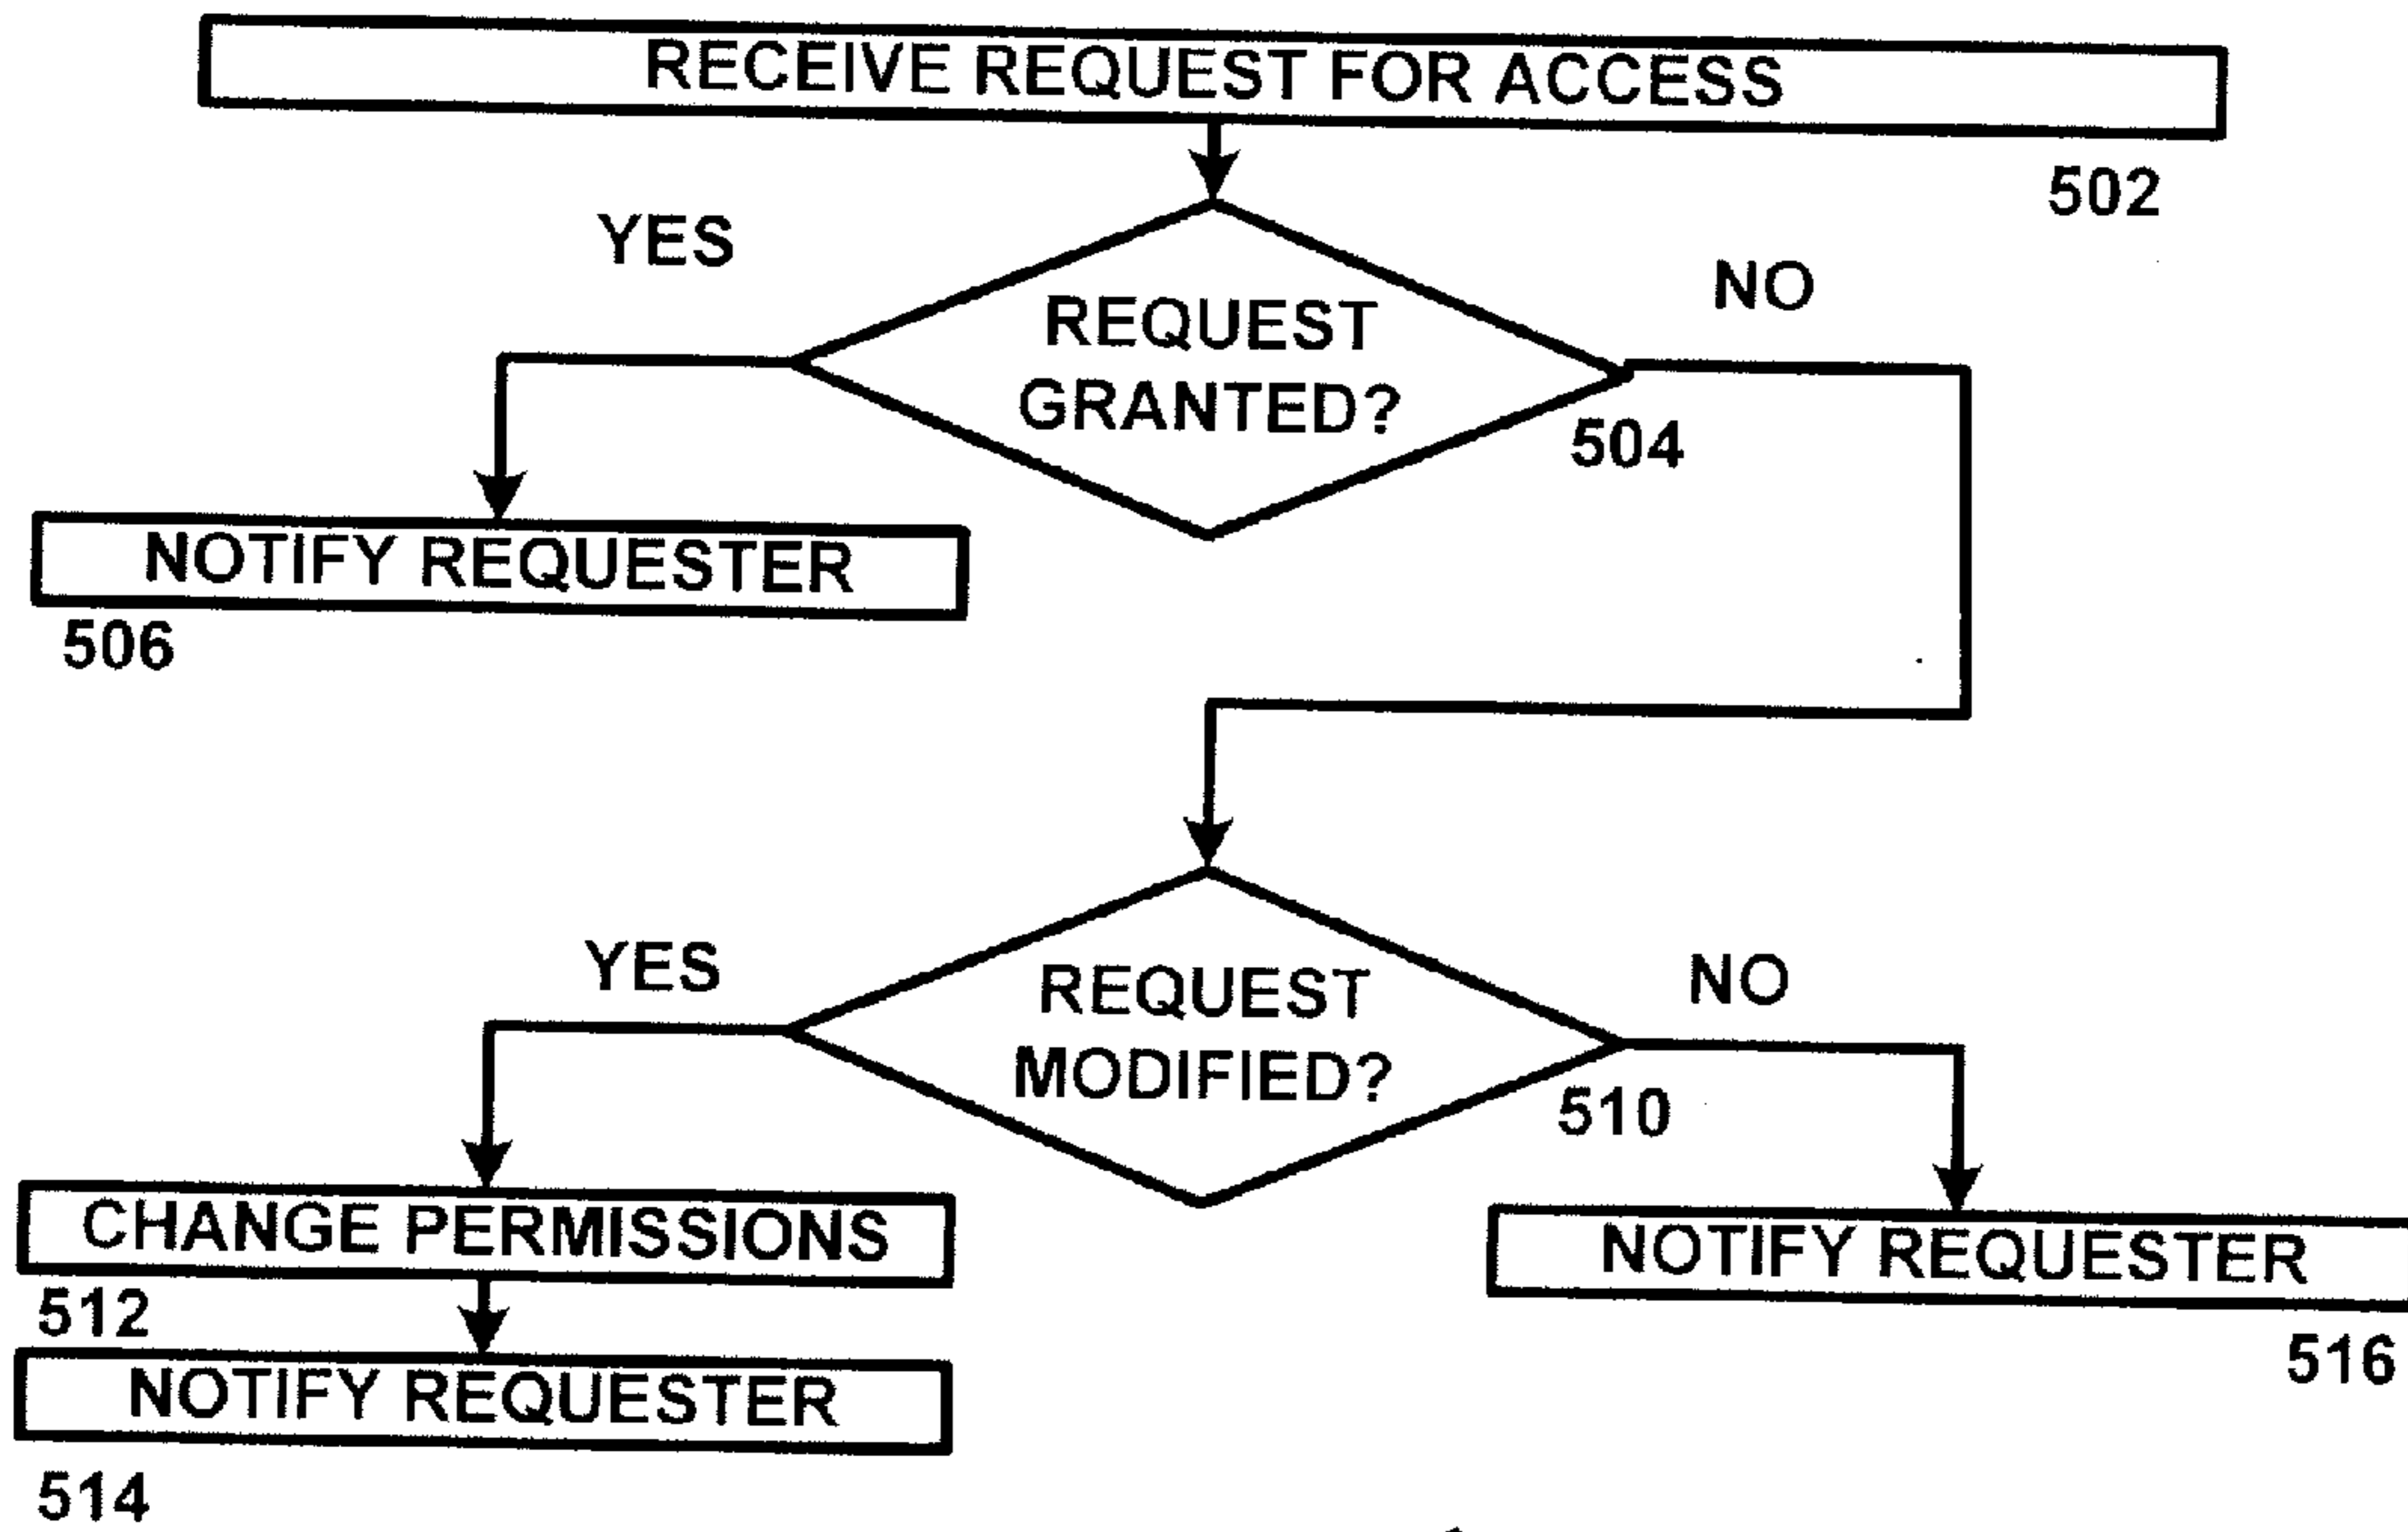 RECEIVE REQUEST FOR ACCESS
502
YES
NO
REQUEST
GRANTED?
504
NOTIFY REQUESTER
506
YES
NO
REQUEST
MODIFIED?
510
CHANGE PERMISSIONS
512
NOTIFY REQUESTER
516
NOTIFY REQUESTER
514